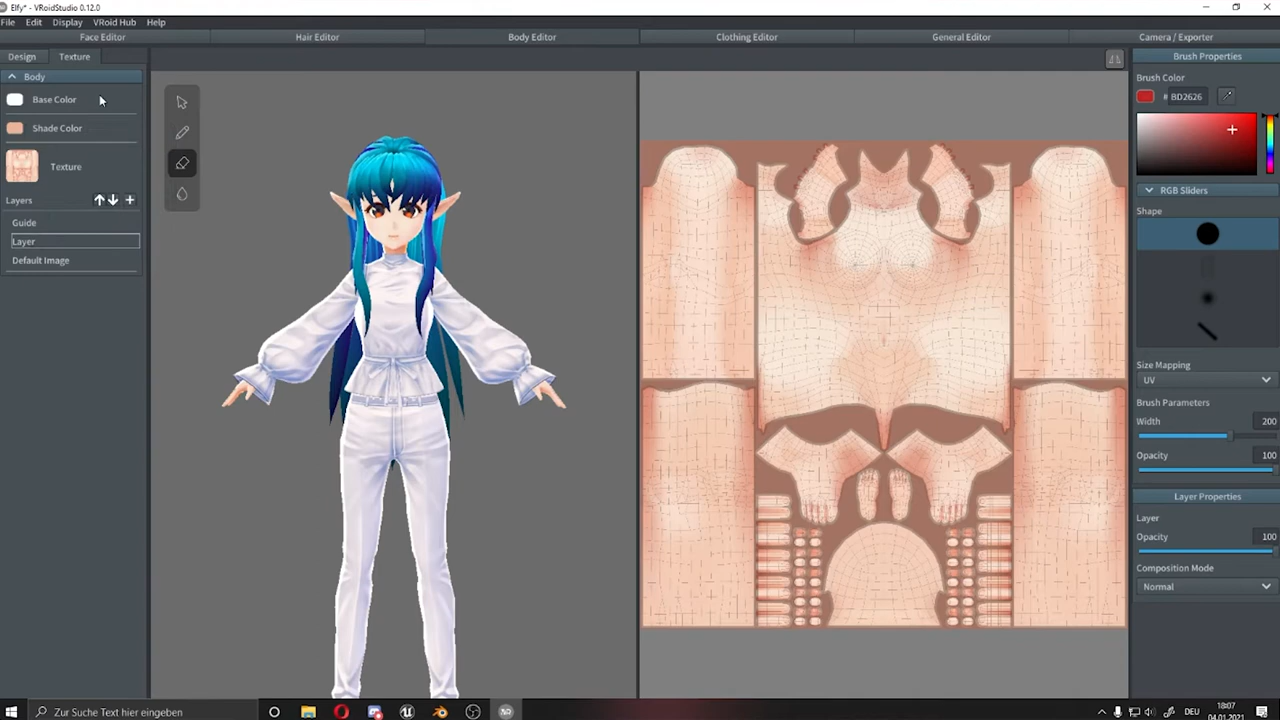 Elfy* - VRoidStudio 0.12.0
File Edit Display VRoid Hub Help
Face Editor Hair Editor Body Editor Clothing Editor General Editor Camera / Exporter
Design Texture
Body
Base Color
Shade Color
Texture
Layers
Guide
Layer
Default Image
Brush Properties
Brush Color
# BD2626
RGB Sliders
Shape
Size Mapping
UV
Brush Parameters
Width 200
Opacity 100
Layer Properties
Layer
Opacity 100
Composition Mode
Normal
Zur Suche Text hier eingeben
DEU
18:07
04.01.2021